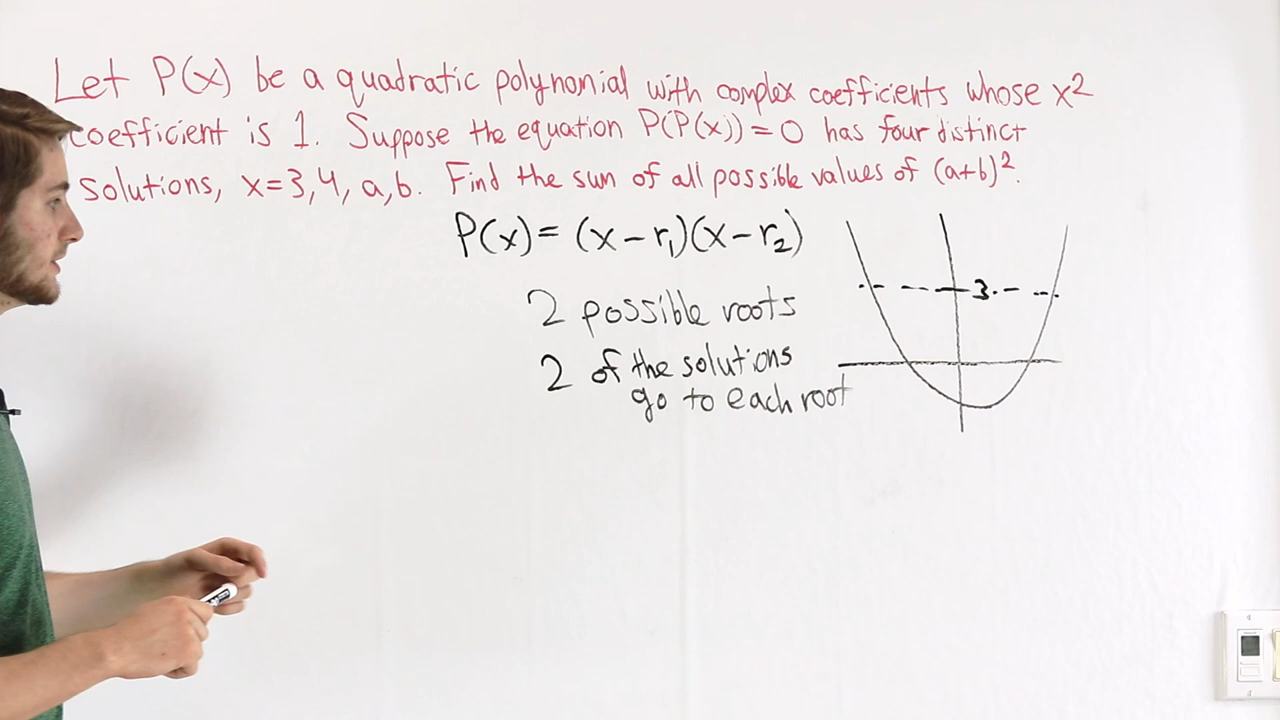 Let P(x) be a quadratic polynomial with complex coefficients whose x²
coefficient is 1. Suppose the equation P(P(x))=0 has four distinct
solutions, x=3,4,a,b. Find the sum of all possible values of (a+b)².
P(x)= (x-r₁)(x-r₂)
3
2 possible roots
2 of the solutions
go to each root